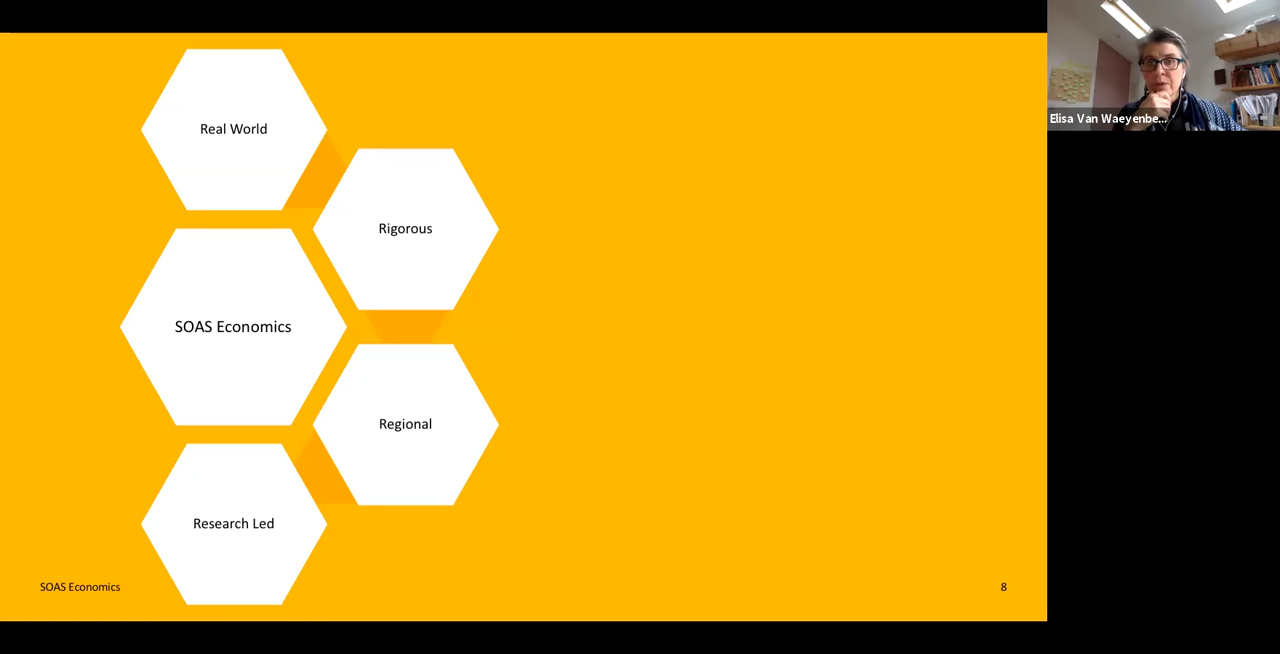 Real World
Rigorous
SOAS Economics
Regional
Research Led
SOAS Economics
8
Elisa Van Waeyenbe...